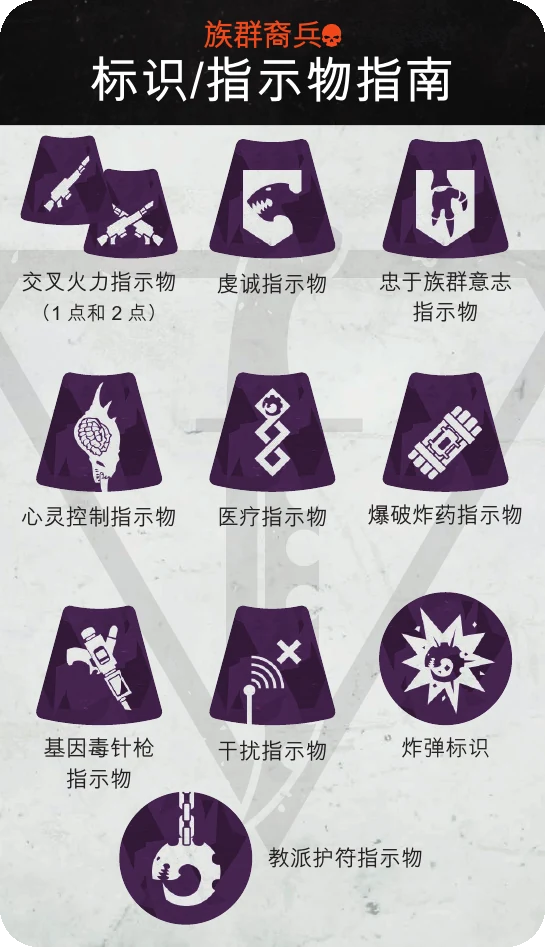 族群裔兵
标识/指示物指南
交叉火力指示物
（1 点和 2 点）
虔诚指示物
忠于族群意志
指示物
心灵控制指示物
医疗指示物
爆破炸药指示物
基因毒针枪
指示物
干扰指示物
炸弹标识
教派护符指示物